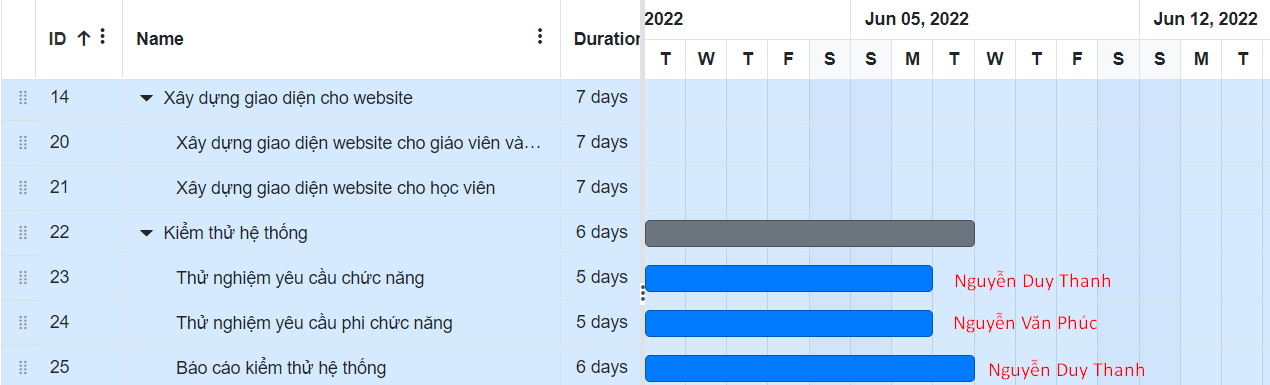 ID Name Duration 2022 Jun 05, 2022 Jun 12, 2022
T W T F S S M T W T F S S M T
14 Xây dựng giao diện cho website 7 days
20 Xây dựng giao diện website cho giáo viên và... 7 days
21 Xây dựng giao diện website cho học viên 7 days
22 Kiểm thử hệ thống 6 days
23 Thử nghiệm yêu cầu chức năng 5 days Nguyễn Duy Thanh
24 Thử nghiệm yêu cầu phi chức năng 5 days Nguyễn Văn Phúc
25 Báo cáo kiểm thử hệ thống 6 days Nguyễn Duy Thanh